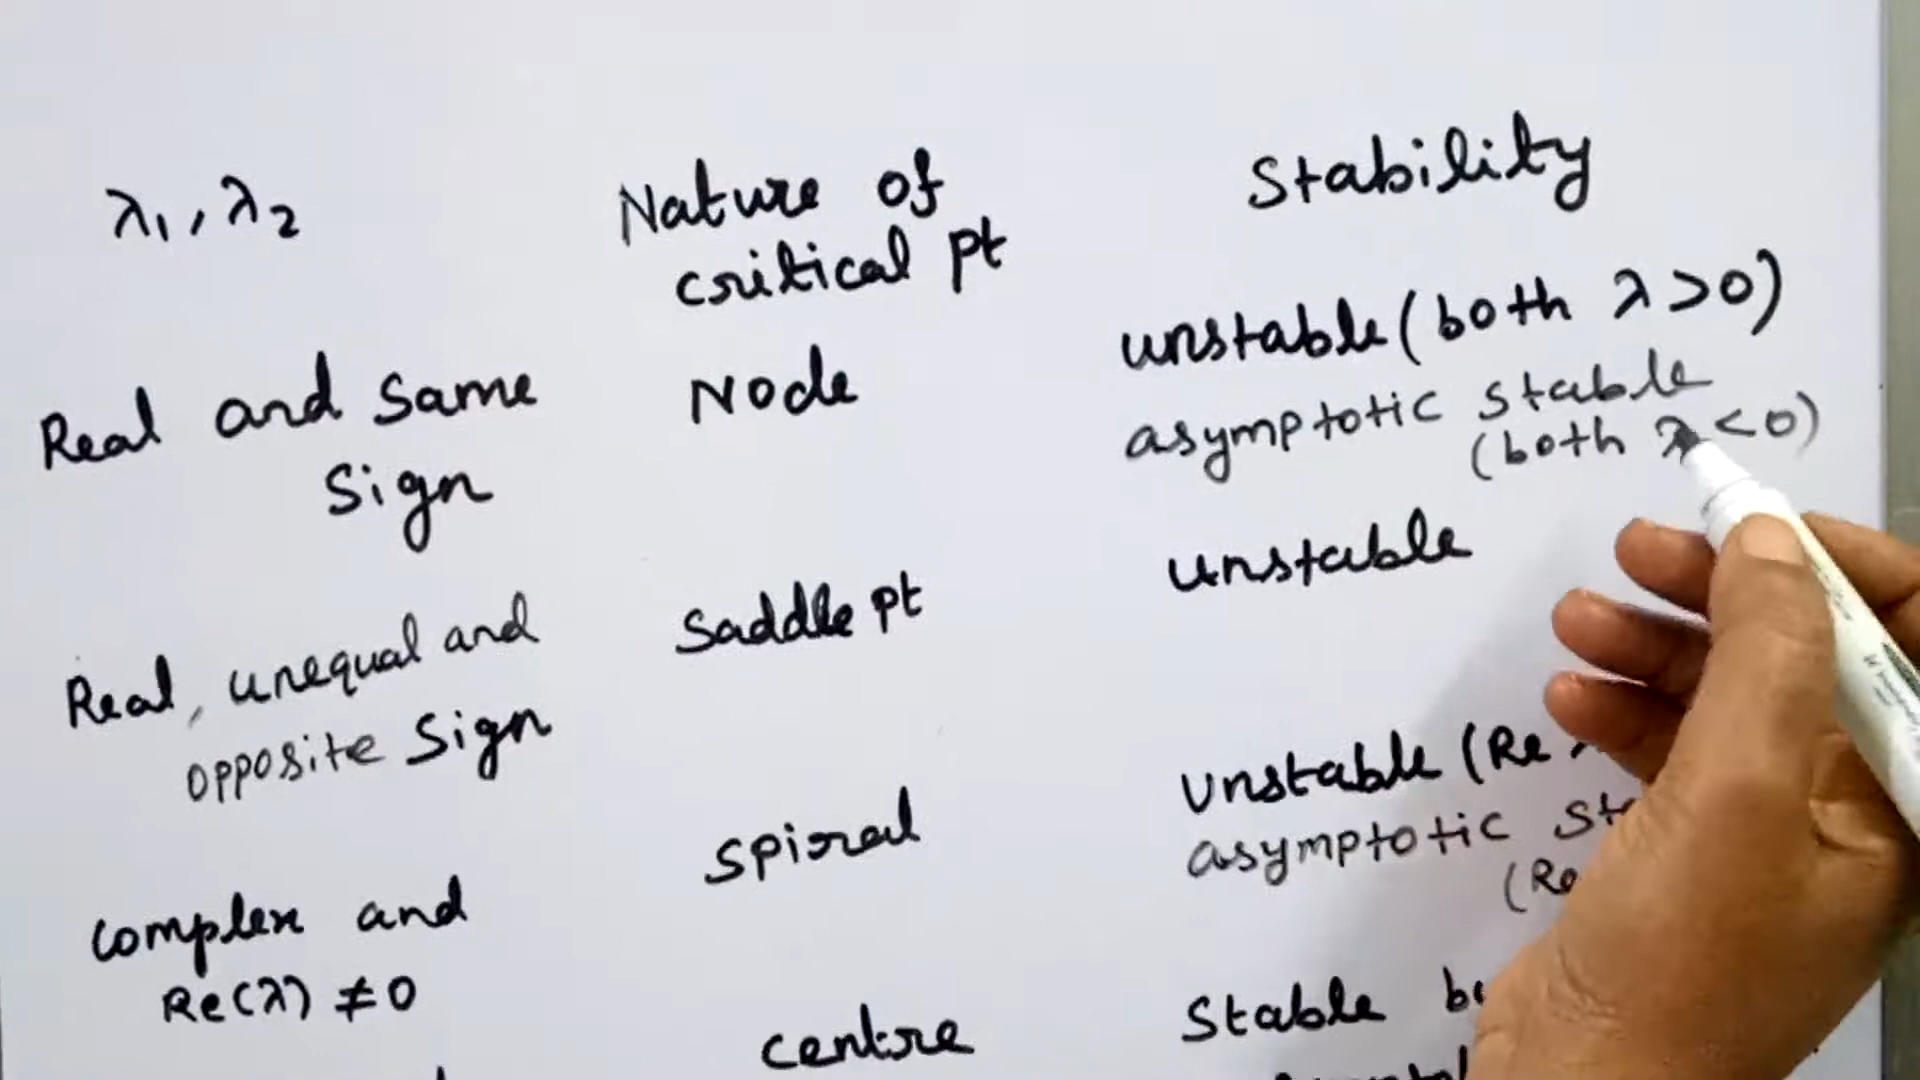 λ1, λ2
Nature of
critical pt
Stability
Real and same
sign
Node
unstable (both λ>0)
asymptotic stable
(both λ<0)
Real, unequal and
opposite sign
Saddle pt
unstable
complex and
Re(λ) ≠ 0
spiral
unstable (Re
asymptotic
(Re
centre
Stable